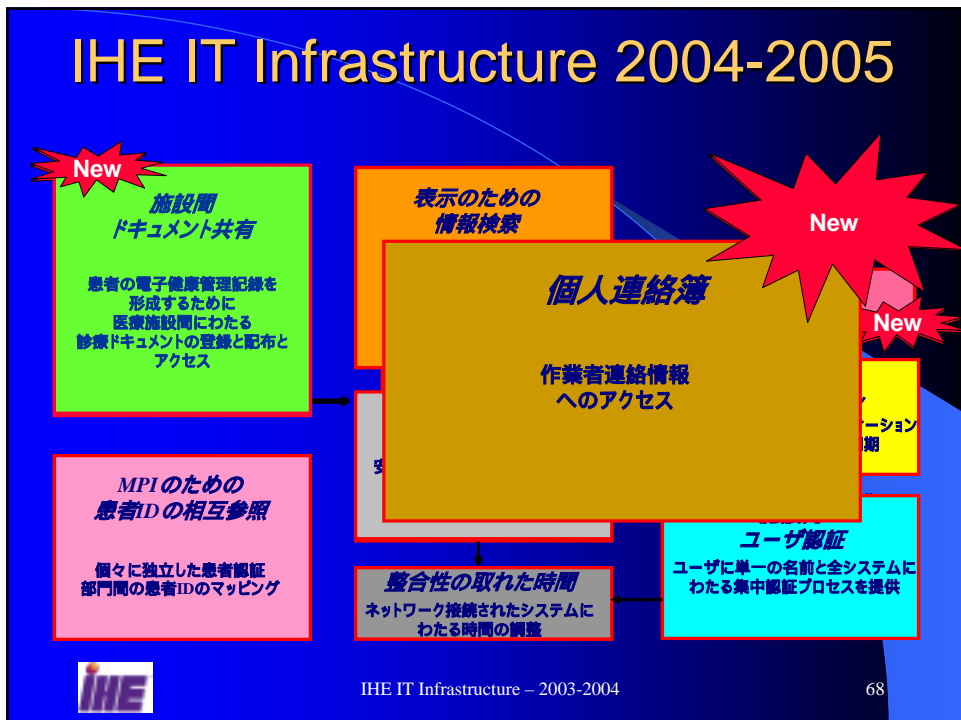 IHE IT Infrastructure 2004-2005
New
施設間
ドキュメント共有
患者の電子健康管理記録を
形成するために
医療施設間にわたる
診療ドキュメントの登録と配布と
アクセス
表示のための
情報検索
New
個人連絡簿
作業者連絡情報
へのアクセス
New
ーション
期
安
MPIのための
患者IDの相互参照
個々に独立した患者認証
部門間の患者IDのマッピング
整合性の取れた時間
ネットワーク接続されたシステムに
わたる時間の調整
ユーザ認証
ユーザに単一の名前と全システムに
わたる集中認証プロセスを提供
IHE
IHE IT Infrastructure – 2003-2004
68